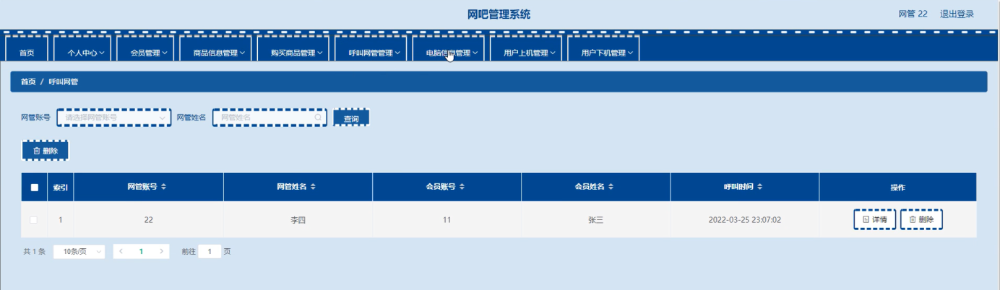 网吧管理系统
网管 22 退出登录
首页 个人中心 会员管理 商品信息管理 购买商品管理 呼叫网管管理 电脑信息管理 用户上机管理 用户下机管理
首页 / 呼叫网管
网管账号 请选择网管账号 网管姓名 网管姓名 查询
删除
索引 网管账号 网管姓名 会员账号 会员姓名 呼叫时间 操作
1 22 李四 11 张三 2022-03-25 23:07:02 详情 删除
共 1 条 10条/页 1 前往 1 页